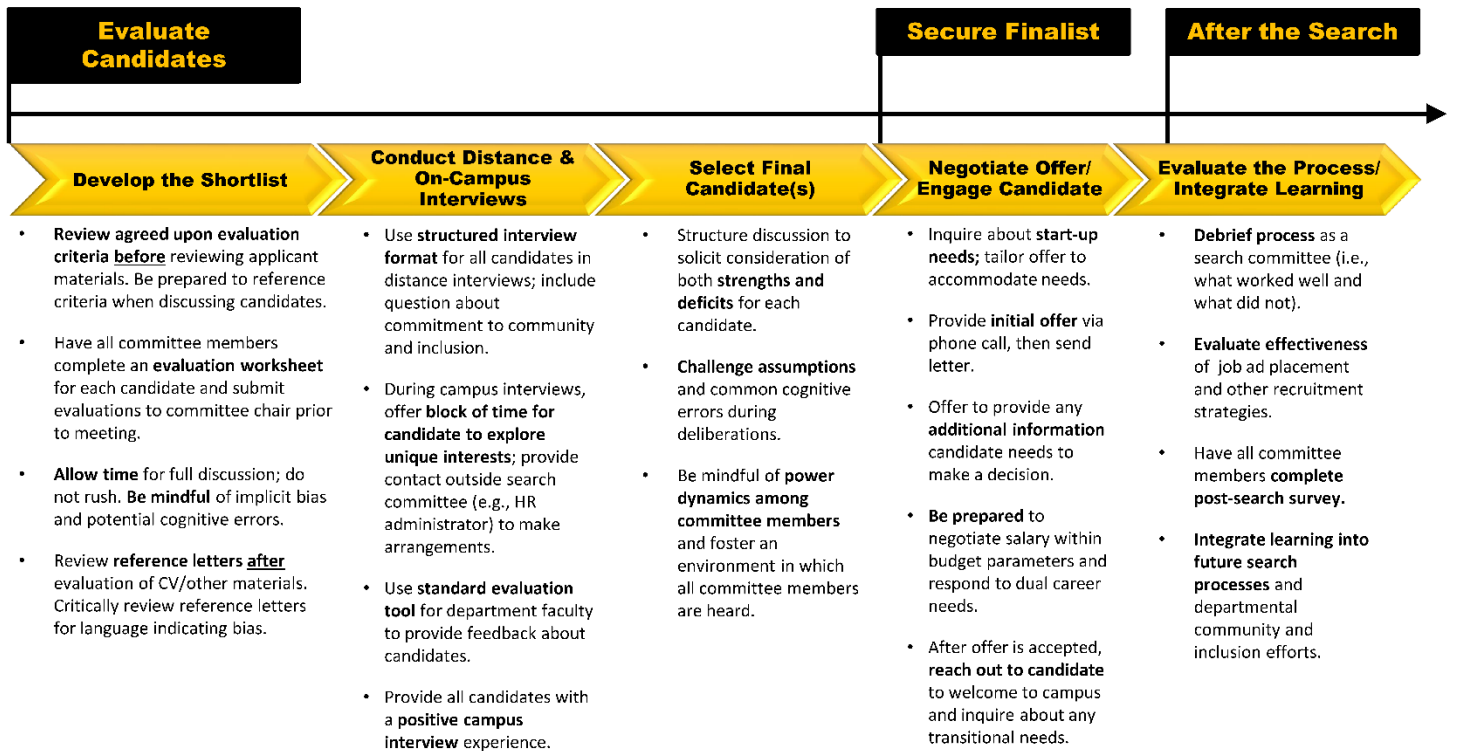 Evaluate
Candidates
Secure Finalist
After the Search
Develop the Shortlist
Conduct Distance &
On-Campus
Interviews
Select Final
Candidate(s)
Negotiate Offer/
Engage Candidate
Evaluate the Process/
Integrate Learning
• Review agreed upon evaluation
criteria before reviewing applicant
materials. Be prepared to reference
criteria when discussing candidates.
• Have all committee members
complete an evaluation worksheet
for each candidate and submit
evaluations to committee chair prior
to meeting.
• Allow time for full discussion; do
not rush. Be mindful of implicit bias
and potential cognitive errors.
• Review reference letters after
evaluation of CV/other materials.
Critically review reference letters
for language indicating bias.
• Use structured interview
format for all candidates in
distance interviews; include
question about
commitment to community
and inclusion.
• During campus interviews,
offer block of time for
candidate to explore
unique interests; provide
contact outside search
committee (e.g., HR
administrator) to make
arrangements.
• Use standard evaluation
tool for department faculty
to provide feedback about
candidates.
• Provide all candidates with
a positive campus
interview experience.
• Structure discussion to
solicit consideration of
both strengths and
deficits for each
candidate.
• Challenge assumptions
and common cognitive
errors during
deliberations.
• Be mindful of power
dynamics among
committee members
and foster an
environment in which
all committee members
are heard.
• Inquire about start-up
needs; tailor offer to
accommodate needs.
• Provide initial offer via
phone call, then send
letter.
• Offer to provide any
additional information
candidate needs to
make a decision.
• Be prepared to
negotiate salary within
budget parameters and
respond to dual career
needs.
• After offer is accepted,
reach out to candidate
to welcome to campus
and inquire about any
transitional needs.
• Debrief process as a
search committee (i.e.,
what worked well and
what did not).
• Evaluate effectiveness
of job ad placement
and other recruitment
strategies.
• Have all committee
members complete
post-search survey.
• Integrate learning into
future search
processes and
departmental
community and
inclusion efforts.